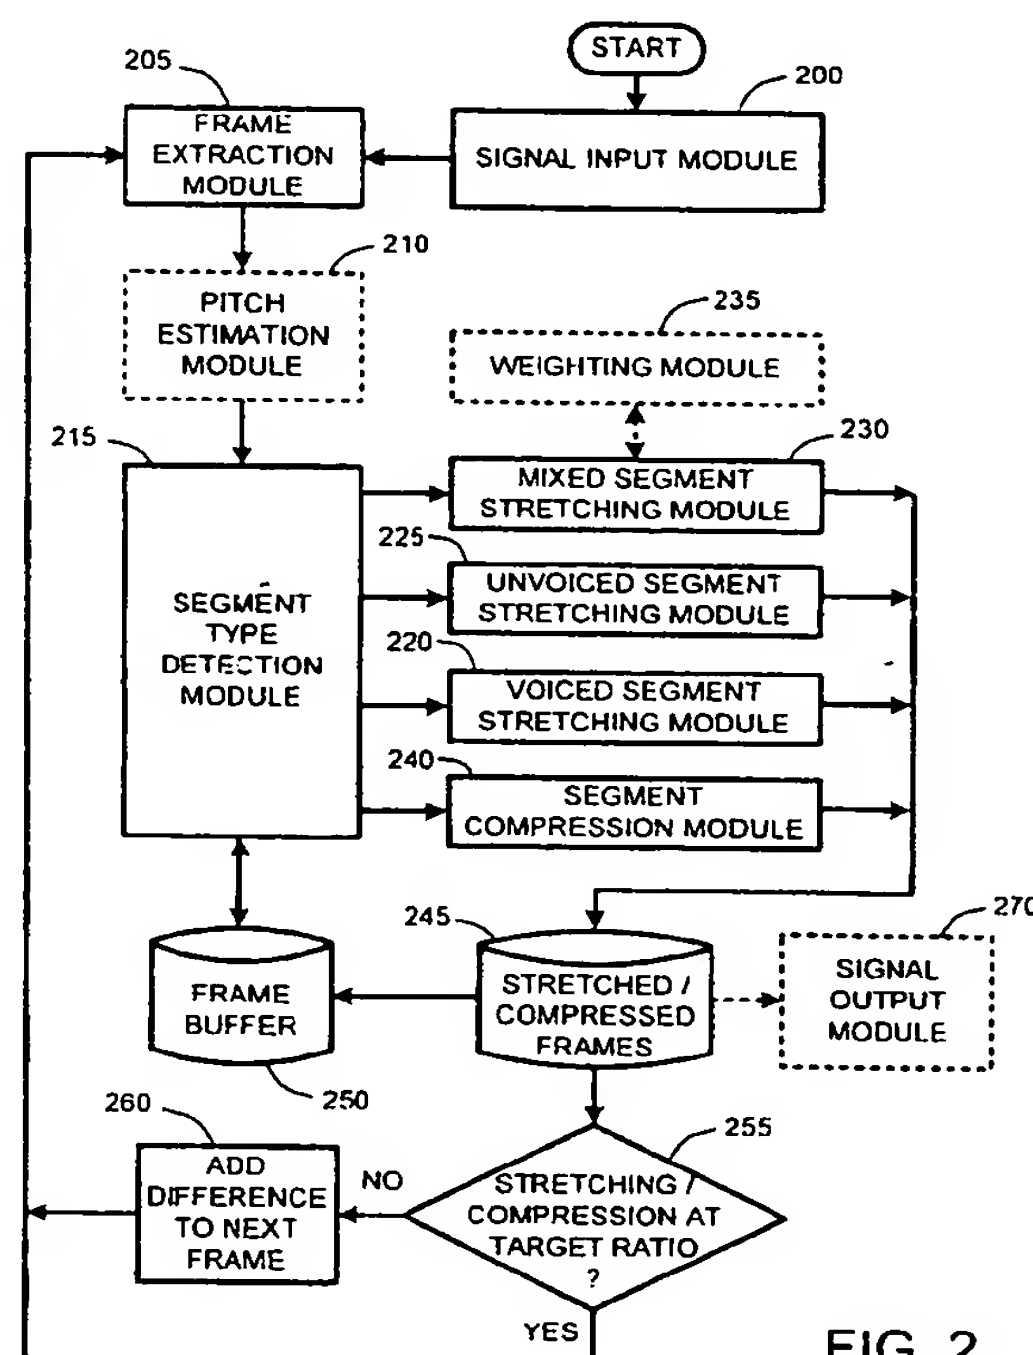 START
200
SIGNAL INPUT MODULE
205
FRAME
EXTRACTION
MODULE
210
PITCH
ESTIMATION
MODULE
235
WEIGHTING MODULE
215
SEGMENT
TYPE
DETECTION
MODULE
230
MIXED SEGMENT
STRETCHING MODULE
225
UNVOICED SEGMENT
STRETCHING MODULE
220
VOICED SEGMENT
STRETCHING MODULE
240
SEGMENT
COMPRESSION MODULE
245
STRETCHED /
COMPRESSED
FRAMES
270
SIGNAL
OUTPUT
MODULE
FRAME
BUFFER
250
255
STRETCHING /
COMPRESSION AT
TARGET RATIO
?
NO
260
ADD
DIFFERENCE
TO NEXT
FRAME
YES
FIG. 2